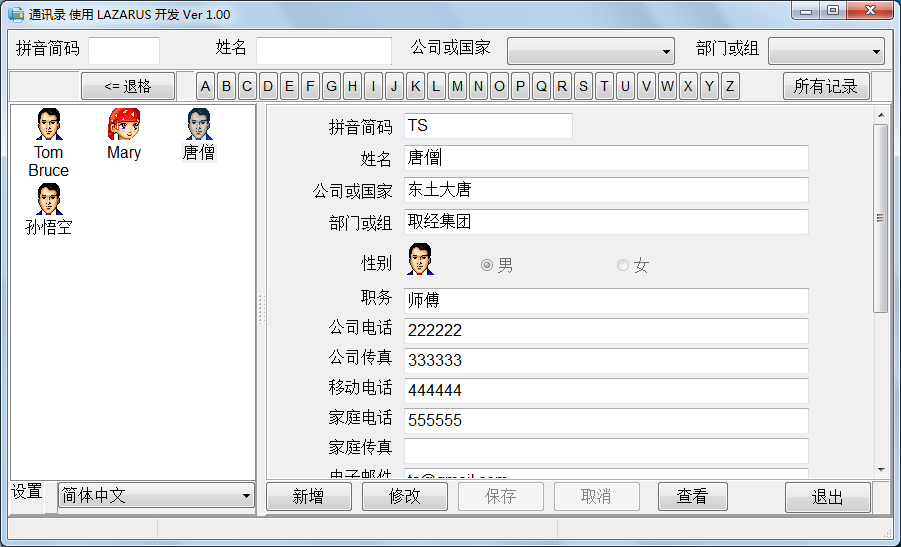 通讯录 使用 LAZARUS 开发 Ver 1.00
拼音简码 姓名 公司或国家 部门或组
<= 退格 A B C D E F G H I J K L M N O P Q R S T U V W X Y Z 所有记录
Tom Bruce
Mary
唐僧
孙悟空
拼音简码 TS
姓名 唐僧
公司或国家 东土大唐
部门或组 取经集团
性别 男 女
职务 师傅
公司电话 222222
公司传真 333333
移动电话 444444
家庭电话 555555
家庭传真
电子邮件 ts@gmail.com
设置 简体中文
新增 修改 保存 取消 查看 退出